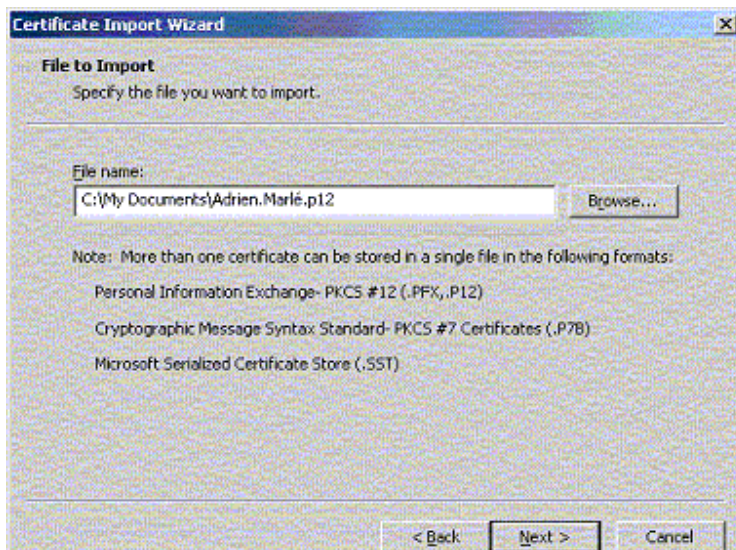 Certificate Import Wizard
File to Import
Specify the file you want to import.
File name:
C:\My Documents\Adrien.Marlé.p12
Browse...
Note: More than one certificate can be stored in a single file in the following formats:
Personal Information Exchange- PKCS #12 (.PFX,.P12)
Cryptographic Message Syntax Standard- PKCS #7 Certificates (.P7B)
Microsoft Serialized Certificate Store (.SST)
< Back Next > Cancel